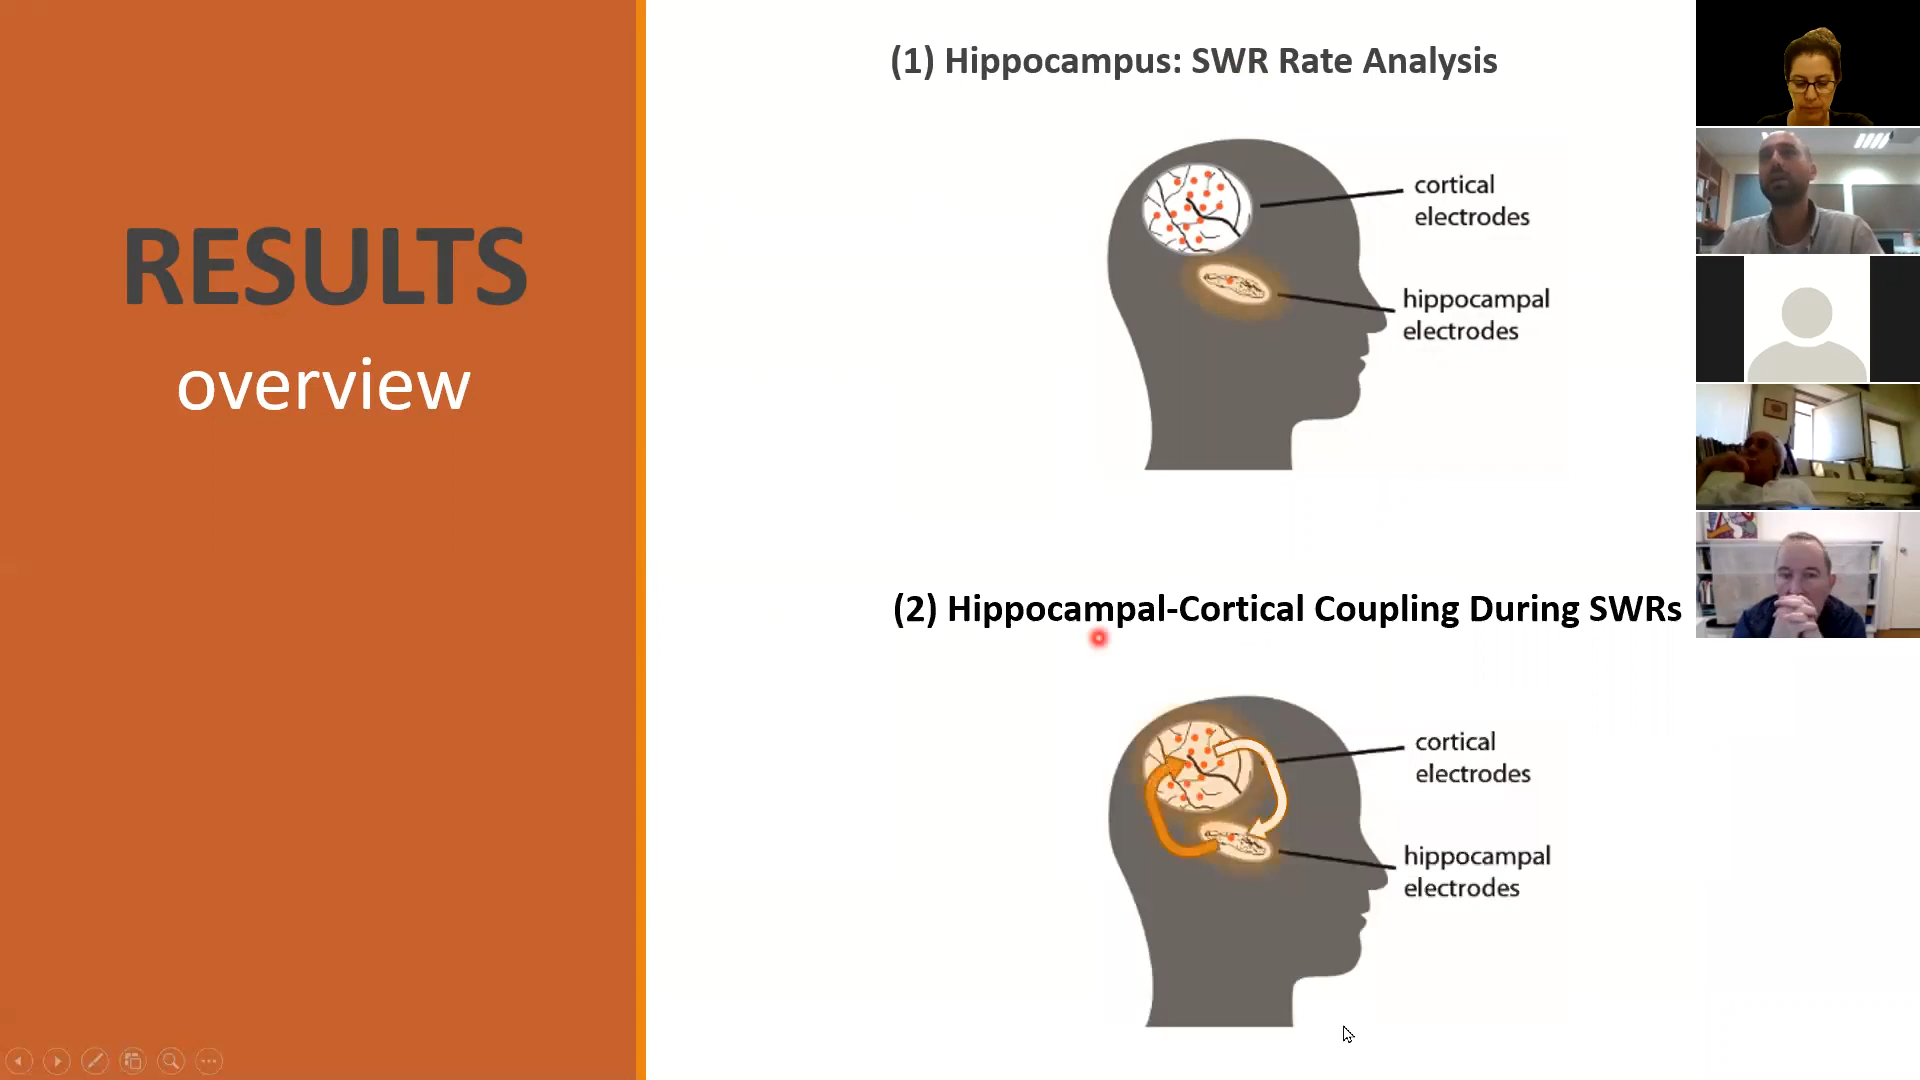 RESULTS
overview
(1) Hippocampus: SWR Rate Analysis
cortical
electrodes
hippocampal
electrodes
(2) Hippocampal-Cortical Coupling During SWRs
cortical
electrodes
hippocampal
electrodes